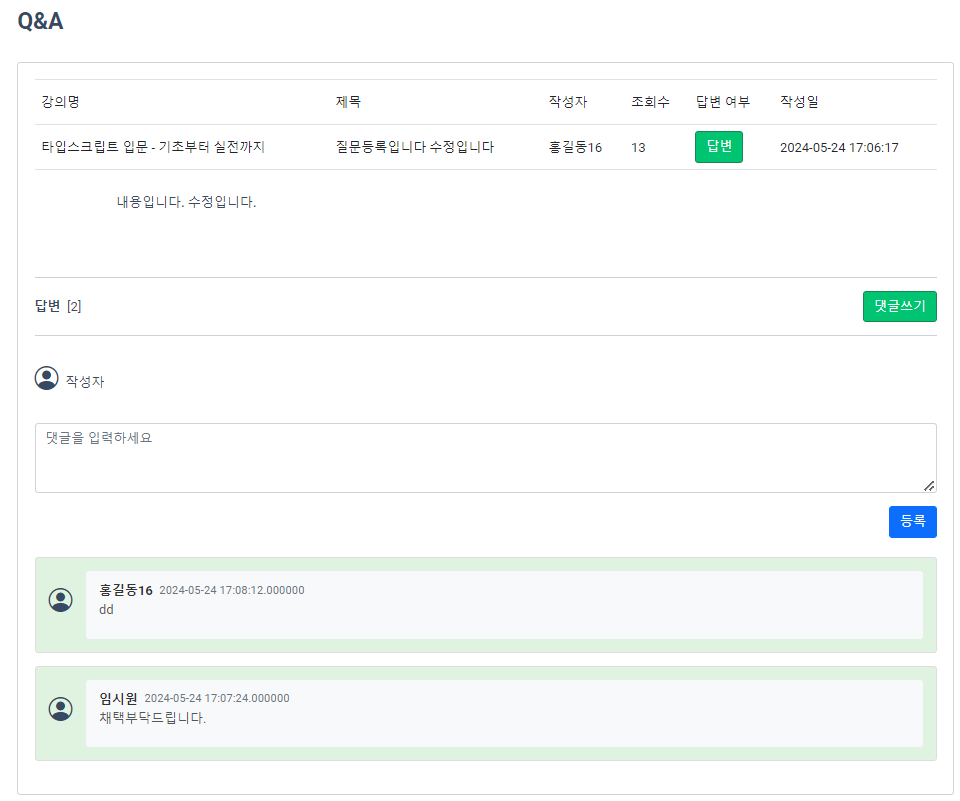 Q&A
강의명 제목 작성자 조회수 답변 여부 작성일
타입스크립트 입문 - 기초부터 실전까지 질문등록입니다 수정입니다 홍길동16 13 답변 2024-05-24 17:06:17
내용입니다. 수정입니다.
답변 [2] 댓글쓰기
작성자
댓글을 입력하세요
등록
홍길동16 2024-05-24 17:08:12.000000
dd
임시원 2024-05-24 17:07:24.000000
채택부닥드립니다.